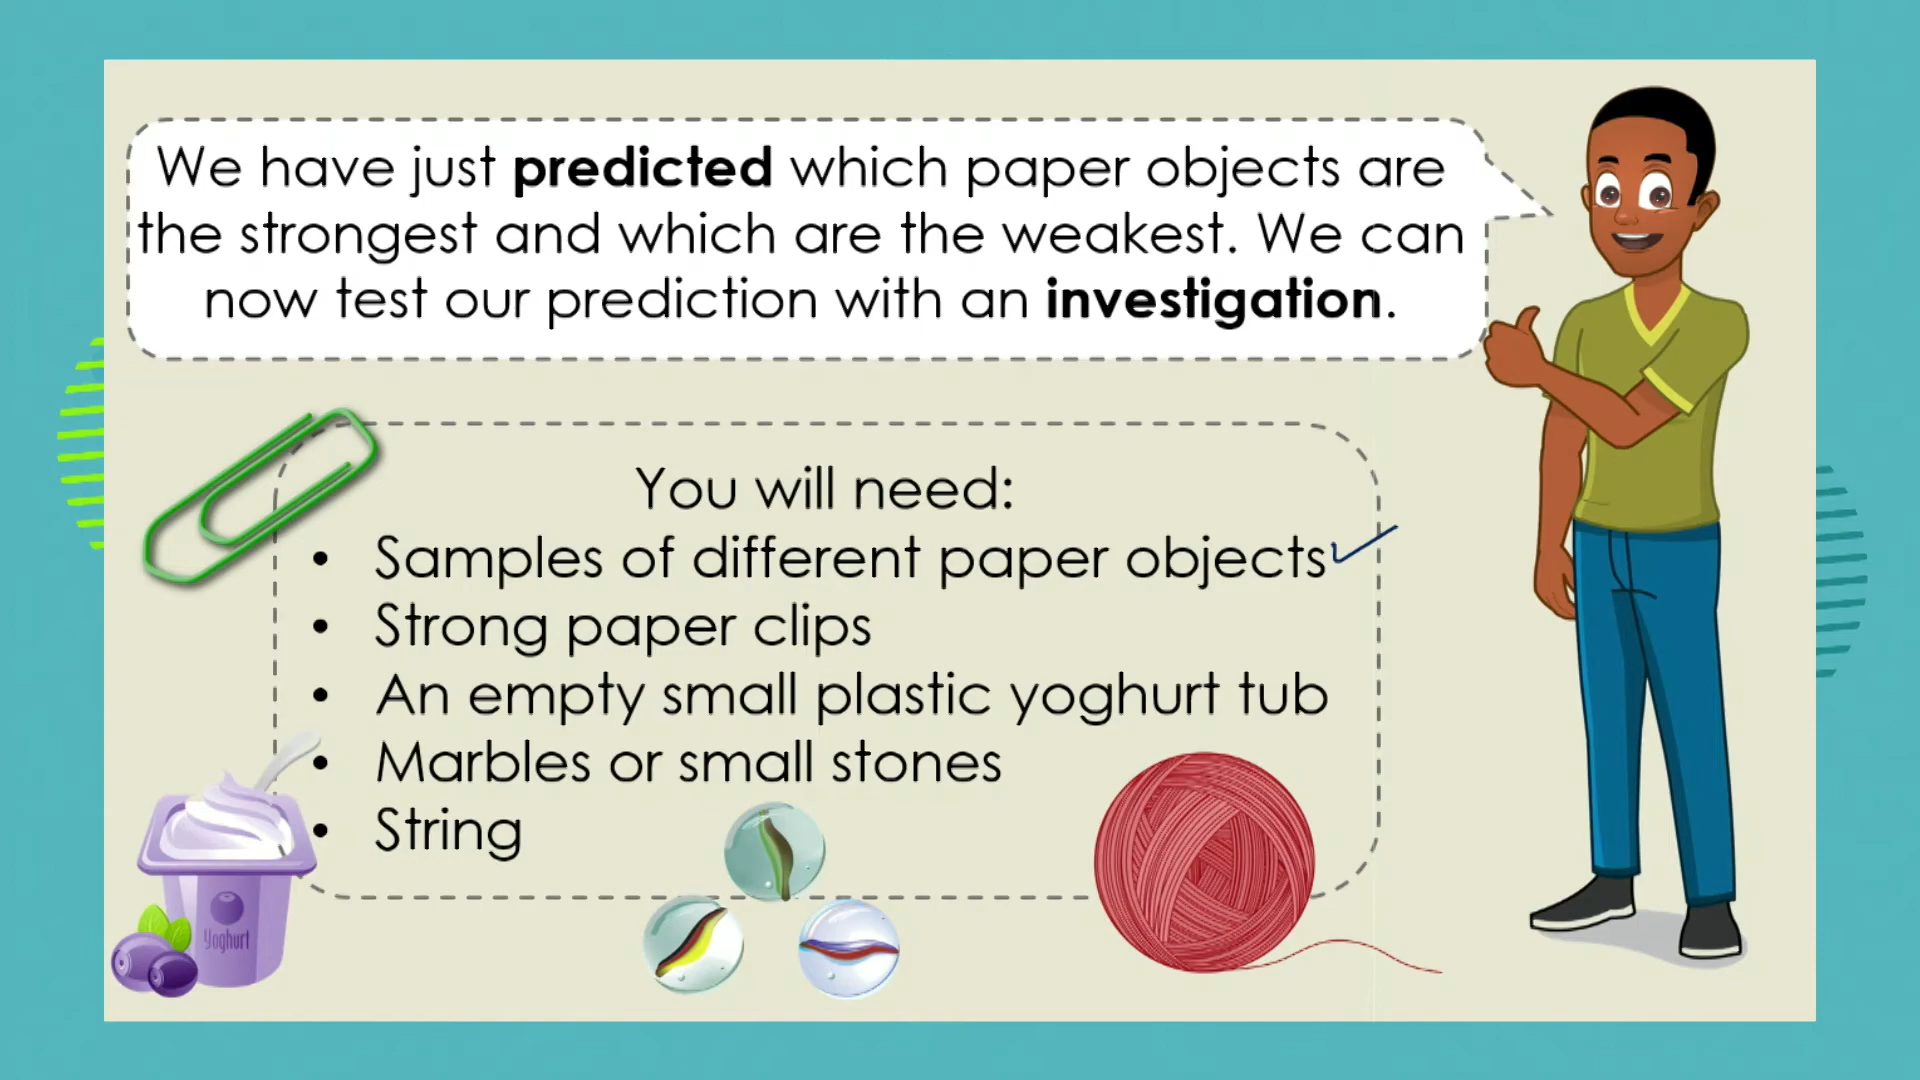 We have just predicted which paper objects are
the strongest and which are the weakest. We can
now test our prediction with an investigation.
You will need:
• Samples of different paper objects
• Strong paper clips
• An empty small plastic yoghurt tub
• Marbles or small stones
• String
Yoghurt